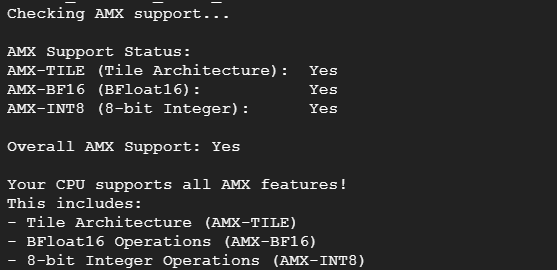 Checking AMX support...
AMX Support Status:
AMX-TILE (Tile Architecture):  Yes
AMX-BF16 (BFloat16):           Yes
AMX-INT8 (8-bit Integer):      Yes
Overall AMX Support: Yes
Your CPU supports all AMX features!
This includes:
- Tile Architecture (AMX-TILE)
- BFloat16 Operations (AMX-BF16)
- 8-bit Integer Operations (AMX-INT8)